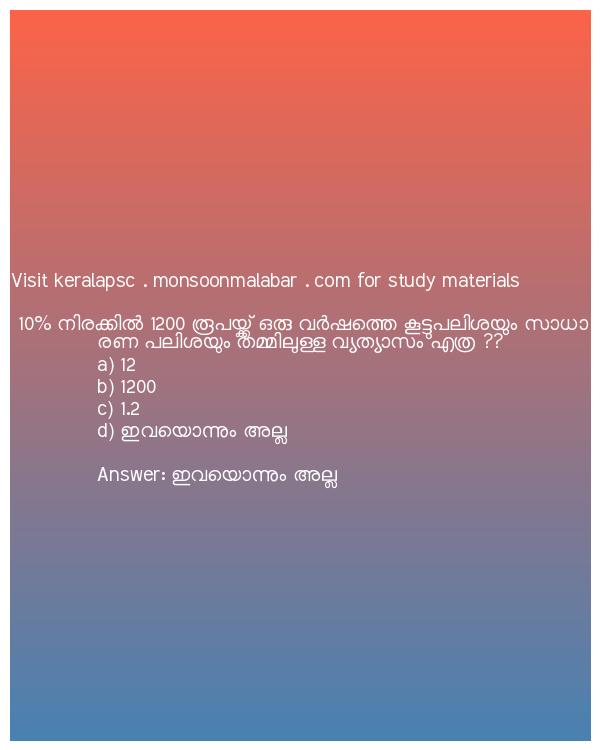 Visit keralapsc . monsoonmalabar . com for study materials
10% നിരക്കിൽ 1200 രൂപയ്ക്ക് ഒരു വർഷത്തെ കൂട്ടുപലിശയും സാധാ
രണ പലിശയും തമ്മിലുള്ള വ്യത്യാസം എത്ര ??
a) 12
b) 1200
c) 1.2
d) ഇവയൊന്നും അല്ല
Answer: ഇവയൊന്നും അല്ല